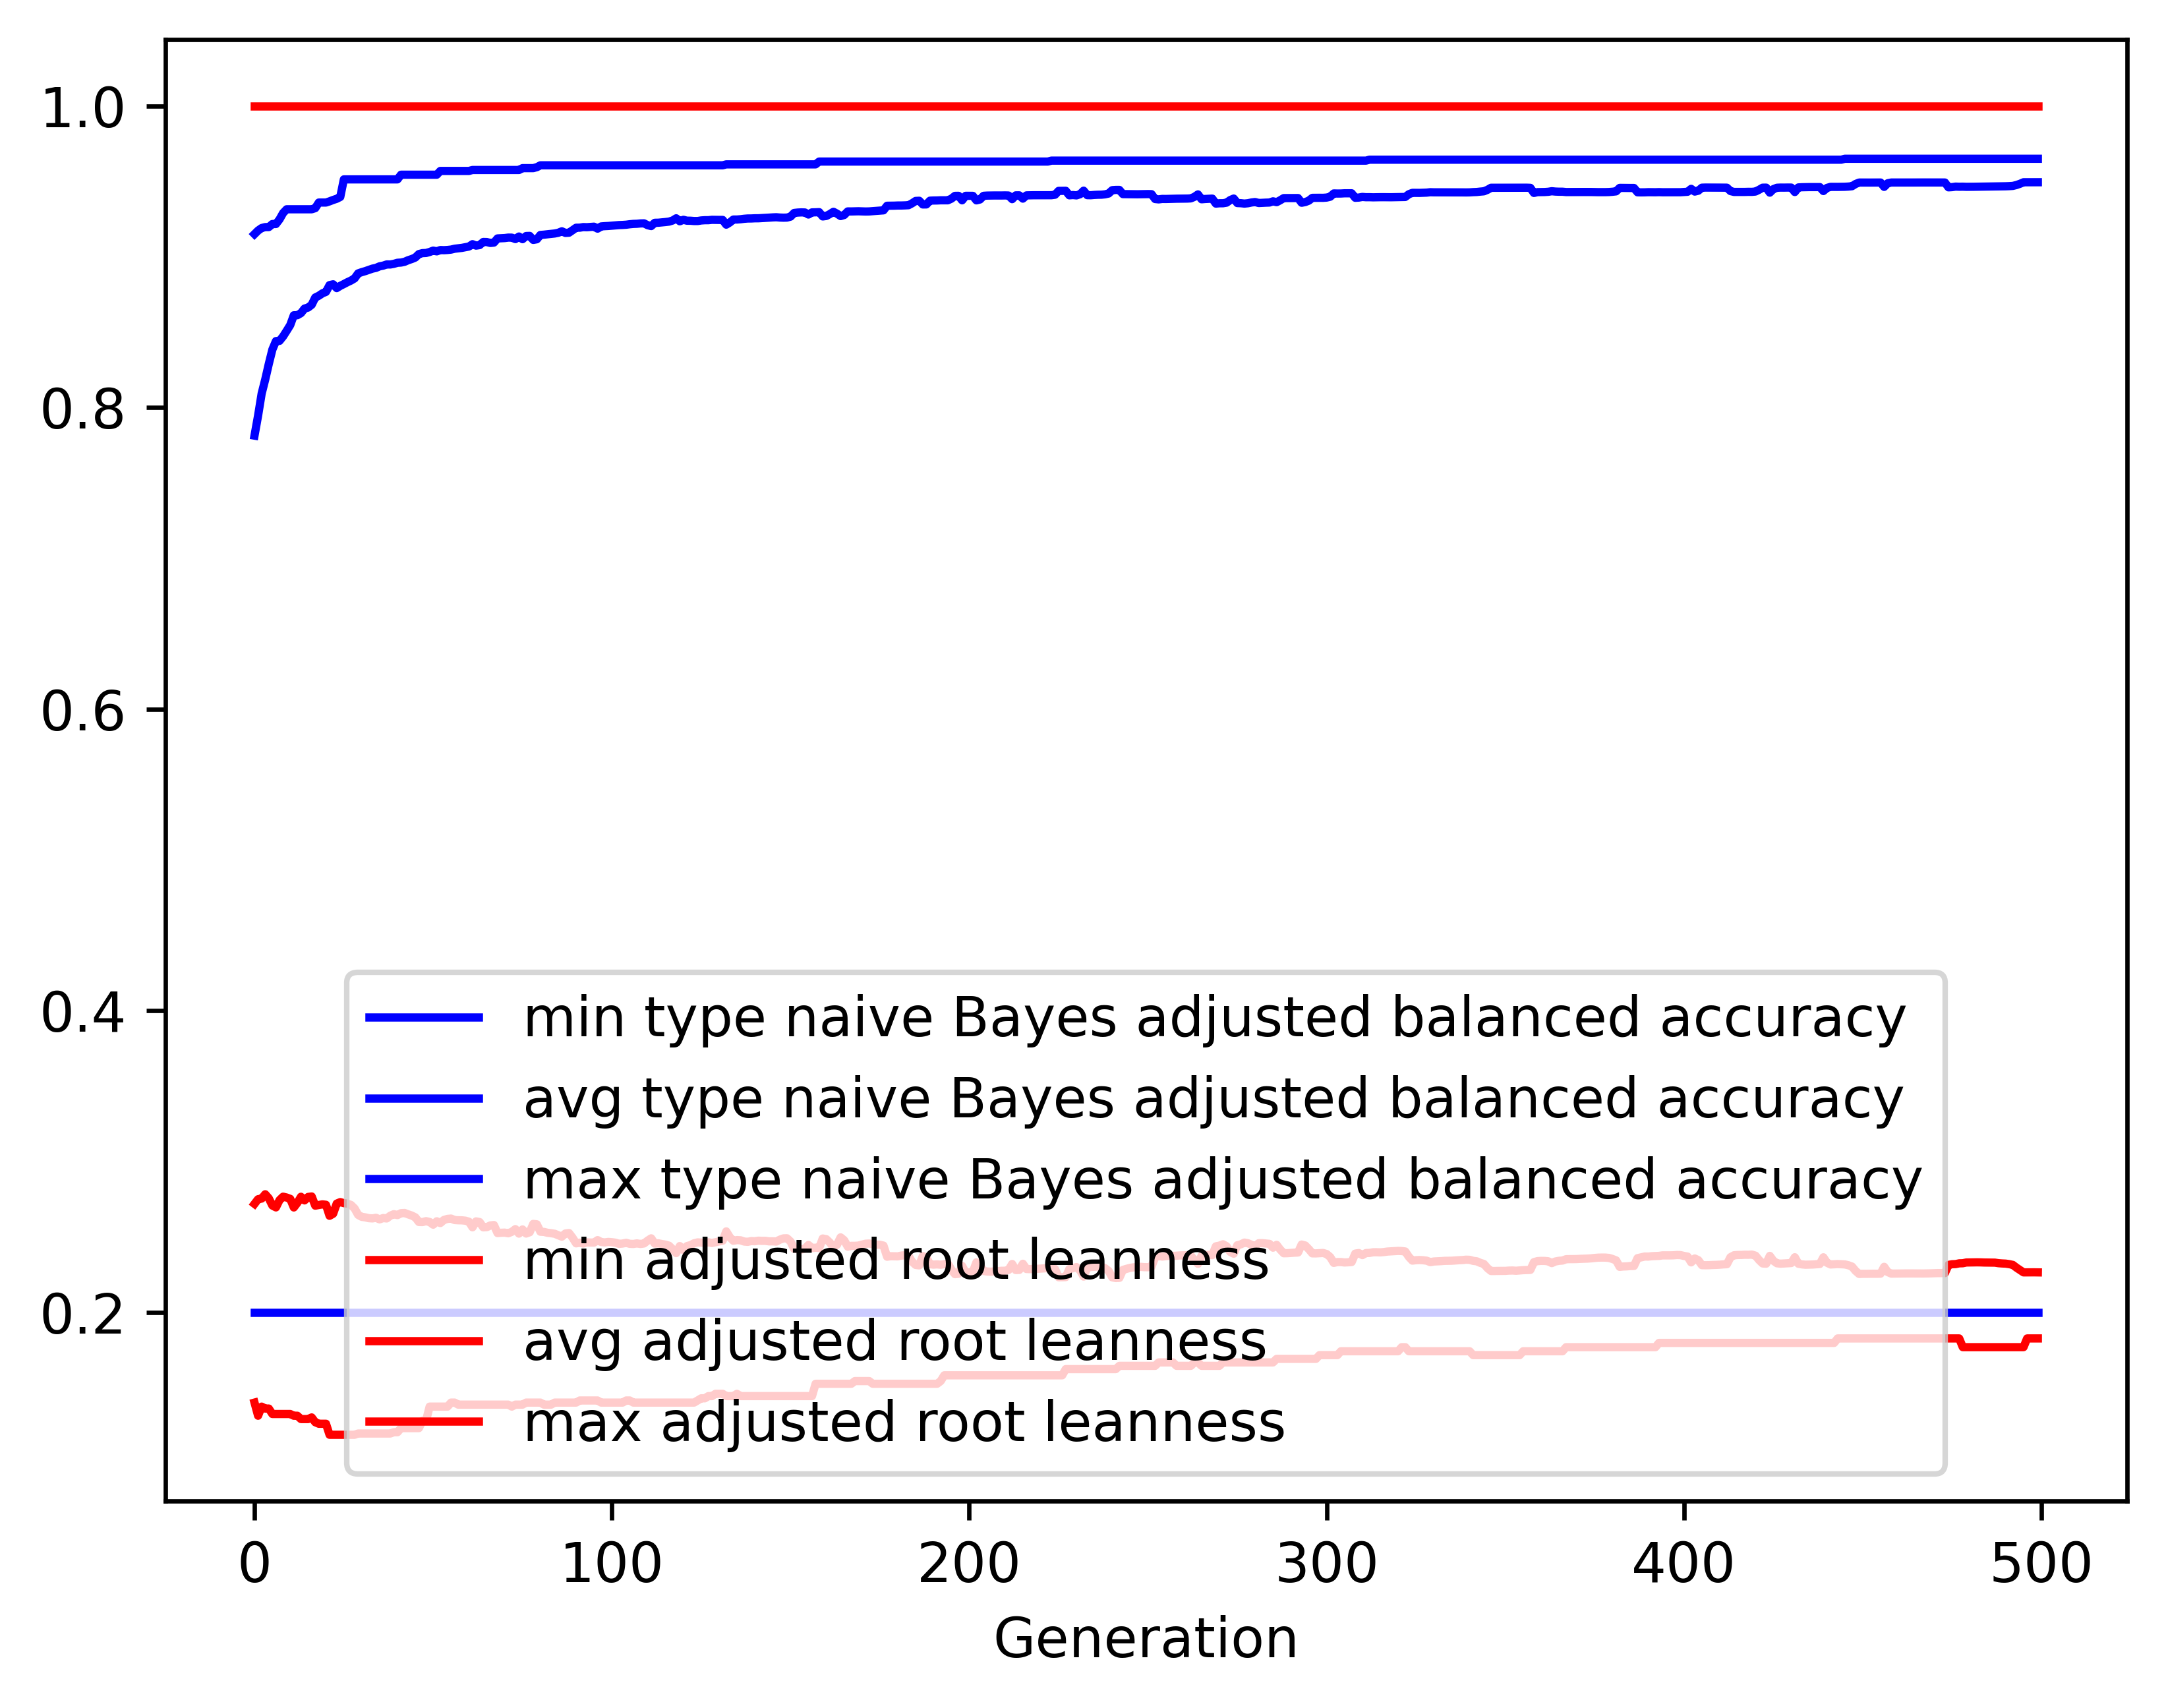 1.0
0.8
0.6
0.4
0.2
min type naive Bayes adjusted balanced accuracy
avg type naive Bayes adjusted balanced accuracy
max type naive Bayes adjusted balanced accuracy
min adjusted root leanness
avg adjusted root leanness
max adjusted root leanness
0 100 200 300 400 500
Generation